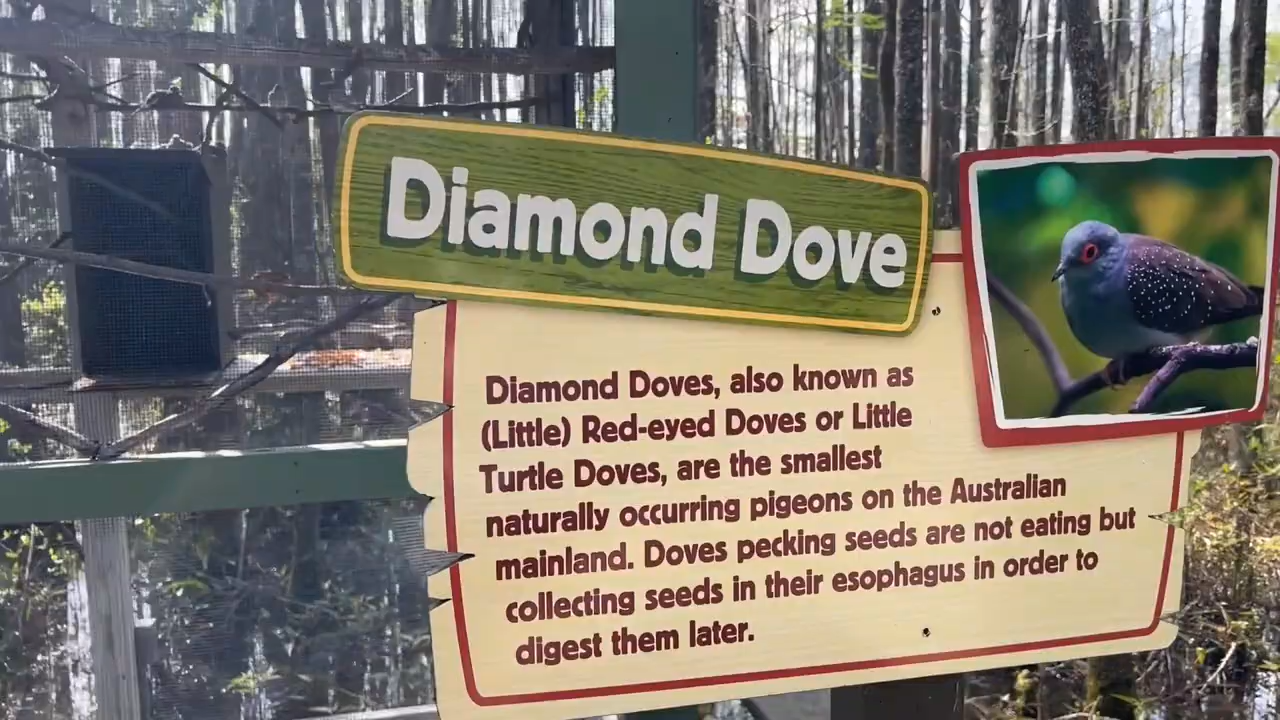 Diamond Dove
Diamond Doves, also known as
(Little) Red-eyed Doves or Little
Turtle Doves, are the smallest
naturally occurring pigeons on the Australian
mainland. Doves pecking seeds are not eating but
collecting seeds in their esophagus in order to
digest them later.